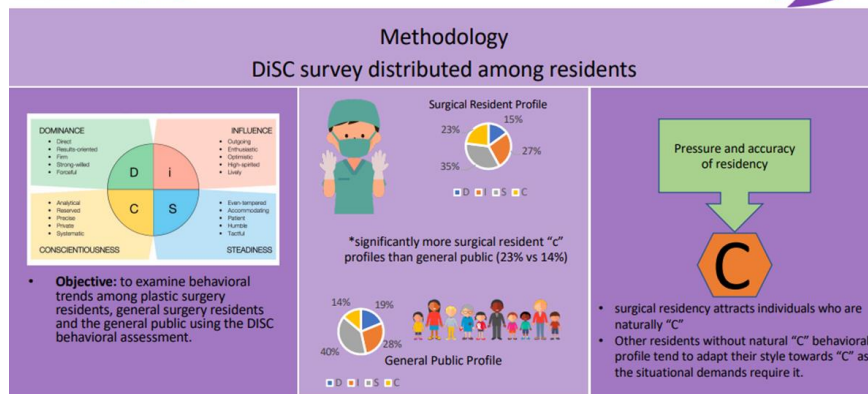 Methodology
DiSC survey distributed among residents
DOMINANCE
• Direct
• Results-oriented
• Firm
• Strong-willed
• Forceful
INFLUENCE
• Outgoing
• Enthusiastic
• Optimistic
• High-spirited
• Lively
D
i
C
S
• Analytical
• Reserved
• Precise
• Private
• Systematic
CONSCIENTIOUSNESS
• Even-tempered
• Accommodating
• Patient
• Humble
• Tactful
STEADINESS
• Objective: to examine behavioral
trends among plastic surgery
residents, general surgery residents
and the general public using the DISC
behavioral assessment.
Surgical Resident Profile
15%
23%
27%
35%
D I S C
*significantly more surgical resident “c”
profiles than general public (23% vs 14%)
14%
19%
28%
40%
General Public Profile
D I S C
Pressure and accuracy
of residency
C
• surgical residency attracts individuals who are
naturally “C”
• Other residents without natural “C” behavioral
profile tend to adapt their style towards “C” as
the situational demands require it.